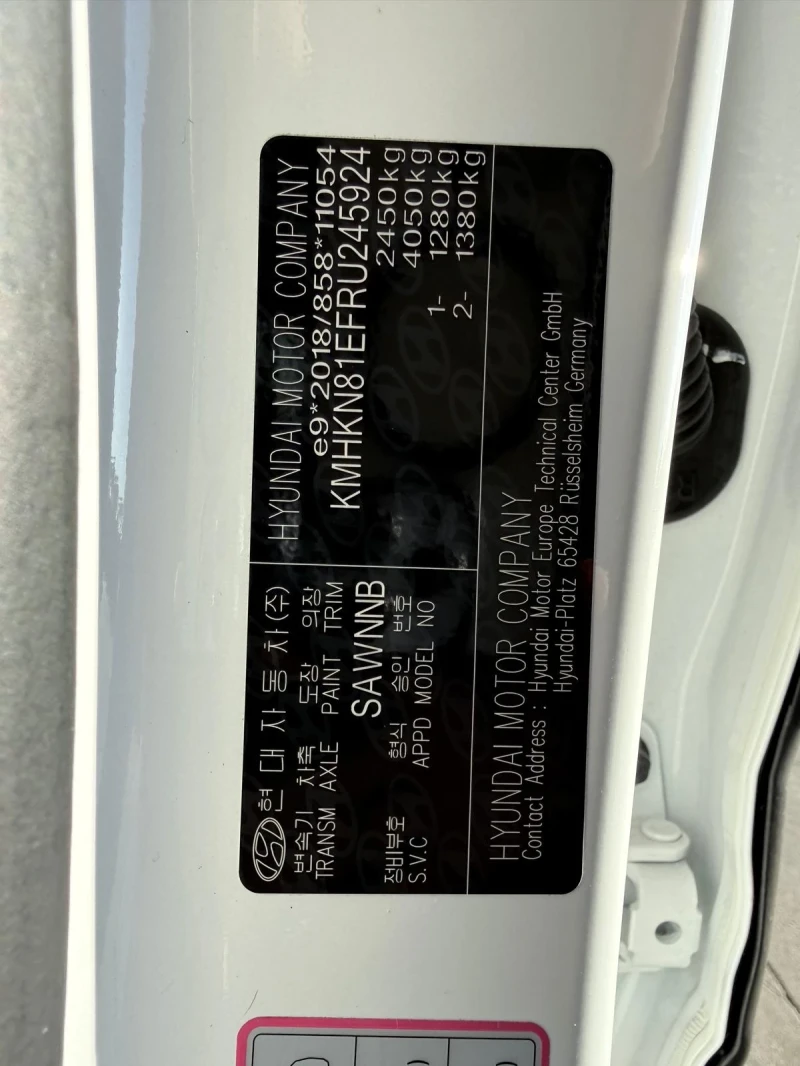 현대자동차(주)
변속기 차축 도장 의장
TRANSM AXLE PAINT TRIM
SAWNNB
정비부호 형식 승인 번호
S.V.C APPD MODEL NO
HYUNDAI MOTOR COMPANY
e9*2018/858*11054
KMHKN81EFRU245924
2450kg
4050kg
1- 1280kg
2- 1380kg
HYUNDAI MOTOR COMPANY
Contact Address : Hyundai Motor Europe Technical Center GmbH
Hyundai-Platz 65428 Rüsselsheim Germany